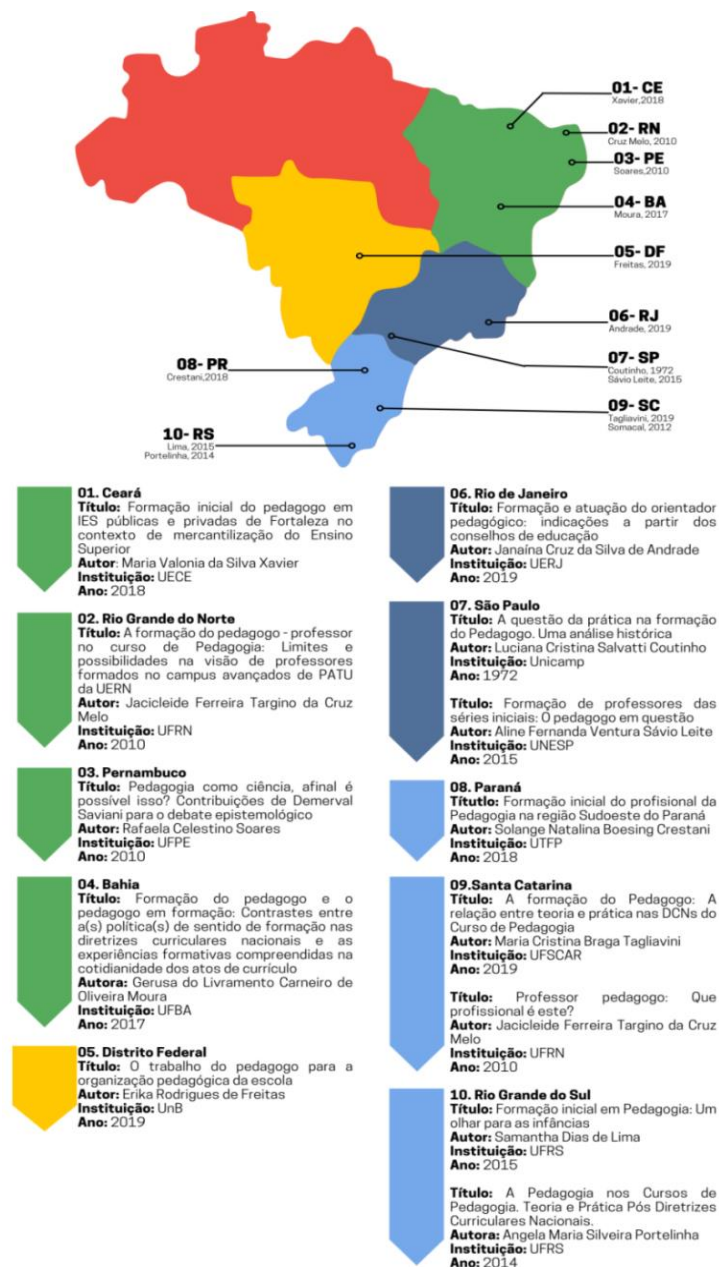 01- CE
Xavier,2018
02- RN
Cruz Melo, 2010
03- PE
Soares,2010
04- BA
Moura, 2017
05- DF
Freitas, 2019
06- RJ
Andrade, 2019
07- SP
Coutinho, 1972
Sávio Leite, 2015
08- PR
Crestani,2018
09- SC
Tagliavini, 2019
Somacal, 2012
10- RS
Lima, 2015
Portelinha, 2014
01. Ceará
Título: Formação inicial do pedagogo em
IES públicas e privadas de Fortaleza no
contexto de mercantilização do Ensino
Superior
Autor: Maria Valonia da Silva Xavier
Instituição: UECE
Ano: 2018
02. Rio Grande do Norte
Título: A formação do pedagogo - professor
no curso de Pedagogia: Limites e
possibilidades na visão de professores
formados no campus avançados de PATU
da UERN
Autor: Jacicleide Ferreira Targino da Cruz
Melo
Instituição: UFRN
Ano: 2010
03. Pernambuco
Título: Pedagogia como ciência, afinal é
possível isso? Contribuições de Demerval
Saviani para o debate epistemológico
Autor: Rafaela Celestino Soares
Instituição: UFPE
Ano: 2010
04. Bahia
Título: Formação do pedagogo e o
pedagogo em formação: Contrastes entre
a(s) política(s) de sentido de formação nas
diretrizes curriculares nacionais e as
experiências formativas compreendidas na
cotidianidade dos atos de currículo
Autora: Gerusa do Livramento Carneiro de
Oliveira Moura
Instituição: UFBA
Ano: 2017
05. Distrito Federal
Título: O trabalho do pedagogo para a
organização pedagógica da escola
Autor: Erika Rodrigues de Freitas
Instituição: UnB
Ano: 2019
06. Rio de Janeiro
Título: Formação e atuação do orientador
pedagógico: indicações a partir dos
conselhos de educação
Autor: Janaína Cruz da Silva de Andrade
Instituição: UERJ
Ano: 2019
07. São Paulo
Título: A questão da prática na formação
do Pedagogo. Uma análise histórica
Autor: Luciana Cristina Salvatti Coutinho
Instituição: Unicamp
Ano: 1972
Título: Formação de professores das
séries iniciais: O pedagogo em questão
Autor: Aline Fernanda Ventura Sávio Leite
Instituição: UNESP
Ano: 2015
08. Paraná
Títutlo: Formação inicial do profisional da
Pedagogia na região Sudoeste do Paraná
Autor: Solange Natalina Boesing Crestani
Instituição: UTFP
Ano: 2018
09.Santa Catarina
Título: A formação do Pedagogo: A
relação entre teoria e prática nas DCNs do
Curso de Pedagogia
Autor: Maria Cristina Braga Tagliavini
Instituição: UFSCAR
Ano: 2019
Título: Professor pedagogo: Que
profissional é este?
Autor: Jacicleide Ferreira Targino da Cruz
Melo
Instituição: UFRN
Ano: 2010
10. Rio Grande do Sul
Título: Formação inicial em Pedagogia: Um
olhar para as infâncias
Autor: Samantha Dias de Lima
Instituição: UFRS
Ano: 2015
Título: A Pedagogia nos Cursos de
Pedagogia. Teoria e Prática Pós Diretrizes
Curriculares Nacionais.
Autora: Angela Maria Silveira Portelinha
Instituição: UFRS
Ano: 2014